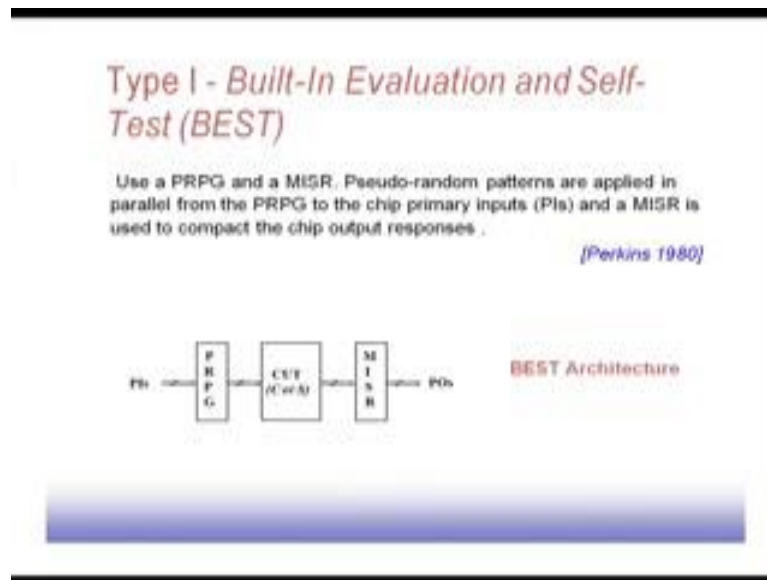 Type I - Built-In Evaluation and Self-
Test (BEST)
Use a PRPG and a MISR. Pseudo-random patterns are applied in
parallel from the PRPG to the chip primary inputs (PIs) and a MISR is
used to compact the chip output responses .
[Perkins 1980]
PIs
P
R
P
G
CUT
(C or S)
M
I
S
R
POs
BEST Architecture